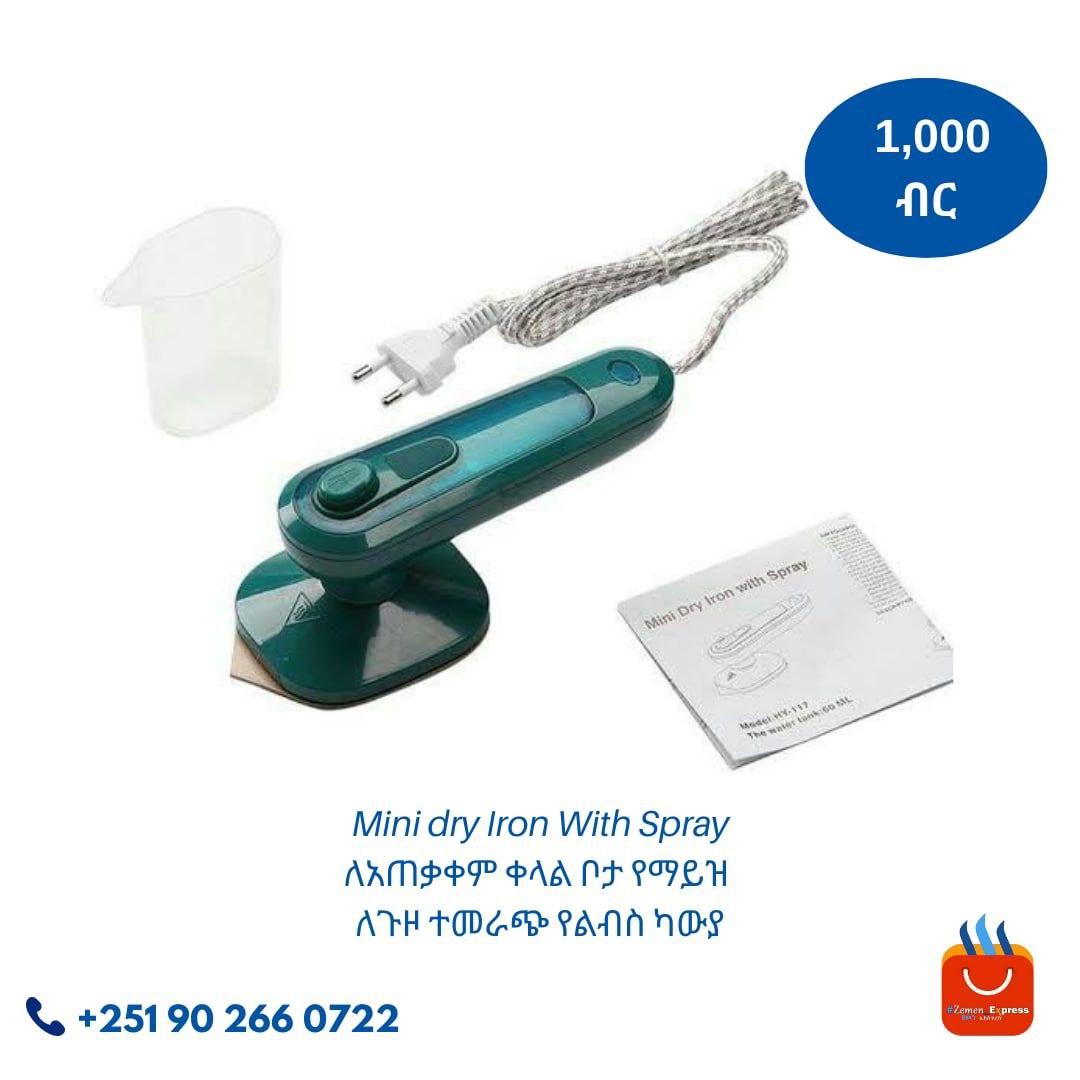 1,000
ብር
Mini Dry Iron with Spray
Model:HY-117
The water tank:60 ML
Mini dry Iron With Spray
ለአጠቃቀም ቀላል ቦታ የማይዝ
ለጉዞ ተመራጭ የልብስ ካውያ
+251 90 266 0722
#Zemen Express